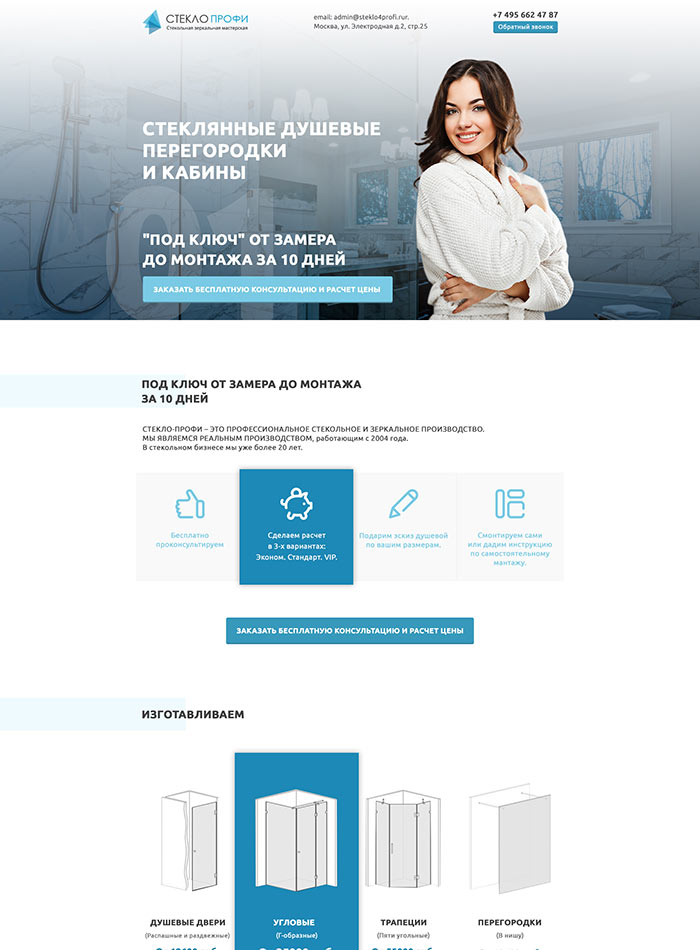 СТЕКЛО ПРОФИ
Стекольная зеркальная мастерская
email: admin@steklo4profi.rur.
Москва, ул. Электродная д.2, стр.25
+7 495 662 47 87
Обратный звонок
01
СТЕКЛЯННЫЕ ДУШЕВЫЕ
ПЕРЕГОРОДКИ
И КАБИНЫ
"ПОД КЛЮЧ" ОТ ЗАМЕРА
ДО МОНТАЖА ЗА 10 ДНЕЙ
ЗАКАЗАТЬ БЕСПЛАТНУЮ КОНСУЛЬТАЦИЮ И РАСЧЕТ ЦЕНЫ
ПОД КЛЮЧ ОТ ЗАМЕРА ДО МОНТАЖА
ЗА 10 ДНЕЙ
СТЕКЛО-ПРОФИ – ЭТО ПРОФЕССИОНАЛЬНОЕ СТЕКОЛЬНОЕ И ЗЕРКАЛЬНОЕ ПРОИЗВОДСТВО.
МЫ ЯВЛЯЕМСЯ РЕАЛЬНЫМ ПРОИЗВОДСТВОМ, работающим с 2004 года.
В стекольном бизнесе мы уже более 20 лет.
Бесплатно
проконсультируем
Сделаем расчет
в 3-х вариантах:
Эконом. Стандарт. VIP.
Подарим эскиз душевой
по вашим размерам.
Смонтируем сами
или дадим инструкцию
по самостоятельному
мантажу.
ЗАКАЗАТЬ БЕСПЛАТНУЮ КОНСУЛЬТАЦИЮ И РАСЧЕТ ЦЕНЫ
ИЗГОТАВЛИВАЕМ
ДУШЕВЫЕ ДВЕРИ
(Распашные и раздежные)
УГЛОВЫЕ
(Г-образные)
ТРАПЕЦИИ
(Пяти угольные)
ПЕРЕГОРОДКИ
(В нишу)